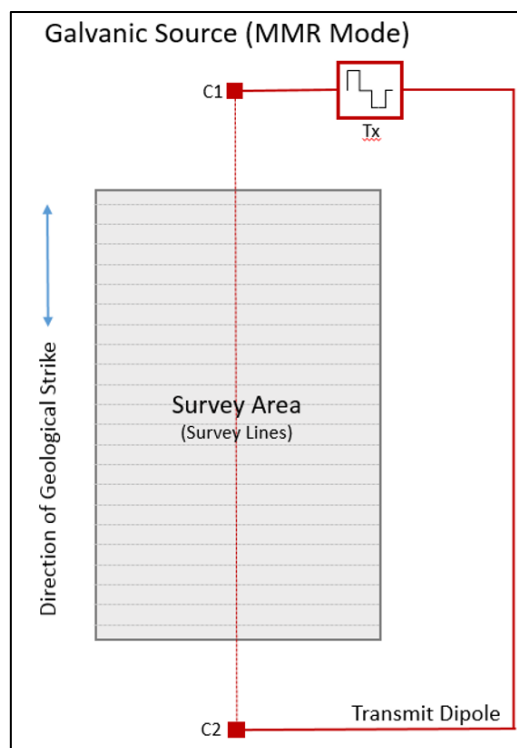 Galvanic Source (MMR Mode)
C1
Tx
Direction of Geological Strike
Survey Area
(Survey Lines)
Transmit Dipole
C2